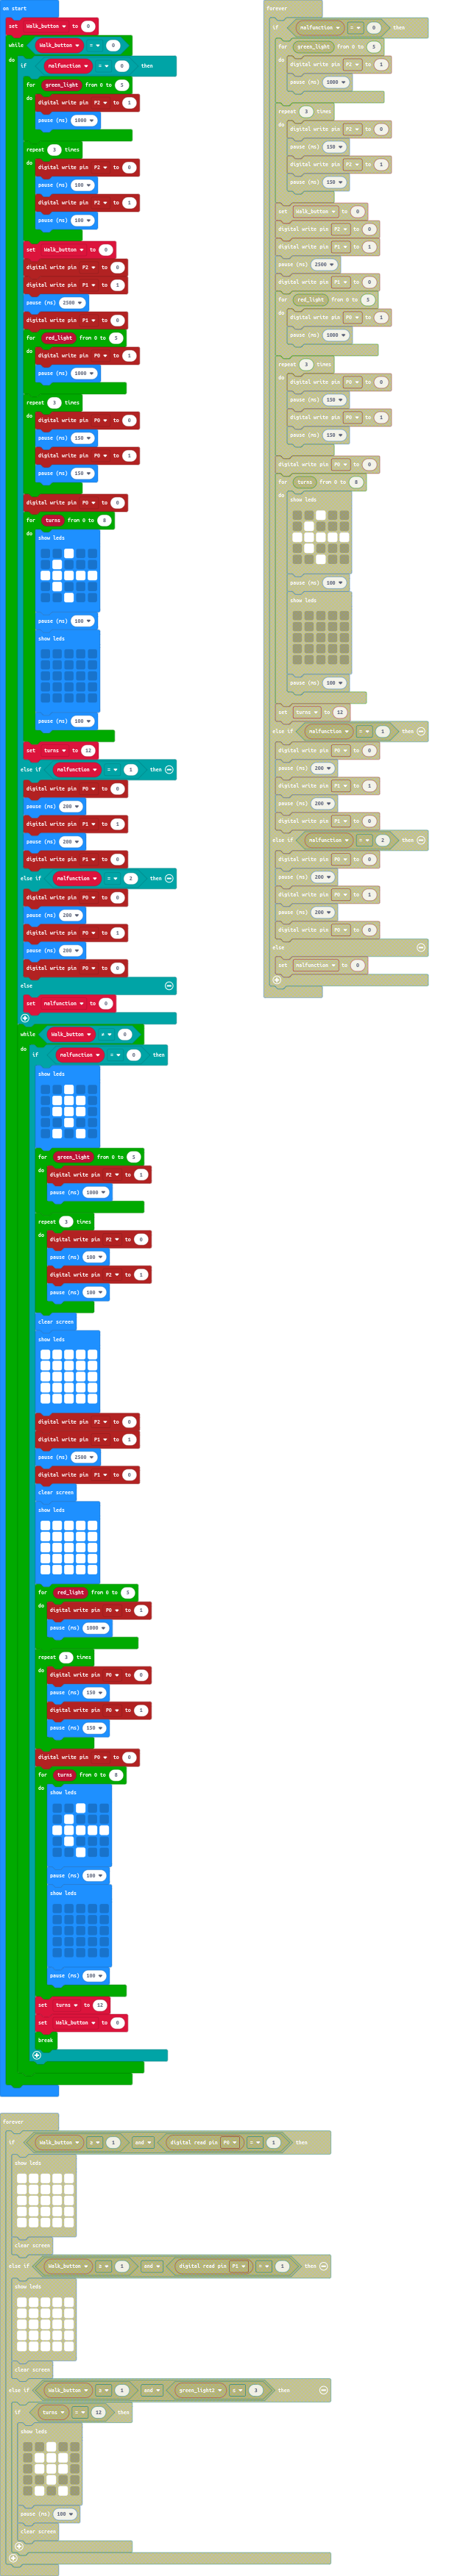 on start
set Walk_button to 0
while Walk_button = 0
do if malfunction = 0 then
for green_light from 0 to 5
do digital write pin P2 to 1
pause (ms) 1000
repeat 3 times
do digital write pin P2 to 0
pause (ms) 100
digital write pin P2 to 1
pause (ms) 100
set Walk_button to 0
digital write pin P2 to 0
digital write pin P1 to 1
pause (ms) 2500
digital write pin P1 to 0
for red_light from 0 to 5
do digital write pin P0 to 1
pause (ms) 1000
repeat 3 times
do digital write pin P0 to 0
pause (ms) 150
digital write pin P0 to 1
pause (ms) 150
digital write pin P0 to 0
for turns from 0 to 8
do show leds
pause (ms) 100
show leds
pause (ms) 100
set turns to 12
else if malfunction = 1 then
digital write pin P0 to 0
pause (ms) 200
digital write pin P1 to 1
pause (ms) 200
digital write pin P1 to 0
else if malfunction = 2 then
digital write pin P0 to 0
pause (ms) 200
digital write pin P0 to 1
pause (ms) 200
digital write pin P0 to 0
else
set malfunction to 0
while Walk_button ≠ 0
do if malfunction = 0 then
show leds
for green_light from 0 to 5
do digital write pin P2 to 1
pause (ms) 1000
repeat 3 times
do digital write pin P2 to 0
pause (ms) 100
digital write pin P2 to 1
pause (ms) 100
clear screen
show leds
digital write pin P2 to 0
digital write pin P1 to 1
pause (ms) 2500
digital write pin P1 to 0
clear screen
show leds
for red_light from 0 to 5
do digital write pin P0 to 1
pause (ms) 1000
repeat 3 times
do digital write pin P0 to 0
pause (ms) 150
digital write pin P0 to 1
pause (ms) 150
digital write pin P0 to 0
for turns from 0 to 8
do show leds
pause (ms) 100
show leds
pause (ms) 100
set turns to 12
set Walk_button to 0
break
forever
if Walk_button ≥ 1 and digital read pin P0 = 1 then
show leds
clear screen
else if Walk_button ≥ 1 and digital read pin P1 = 1 then
show leds
clear screen
else if Walk_button ≥ 1 and green_light2 ≤ 3 then
if turns = 12 then
show leds
pause (ms) 100
clear screen
forever
if malfunction = 0 then
for green_light from 0 to 5
do digital write pin P2 to 1
pause (ms) 1000
repeat 3 times
do digital write pin P2 to 0
pause (ms) 150
digital write pin P2 to 1
pause (ms) 150
set Walk_button to 0
digital write pin P2 to 0
digital write pin P1 to 1
pause (ms) 2500
digital write pin P1 to 0
for red_light from 0 to 5
do digital write pin P0 to 1
pause (ms) 1000
repeat 3 times
do digital write pin P0 to 0
pause (ms) 150
digital write pin P0 to 1
pause (ms) 150
digital write pin P0 to 0
for turns from 0 to 8
do show leds
pause (ms) 100
show leds
pause (ms) 100
set turns to 12
else if malfunction = 1 then
digital write pin P0 to 0
pause (ms) 200
digital write pin P1 to 1
pause (ms) 200
digital write pin P1 to 0
else if malfunction = 2 then
digital write pin P0 to 0
pause (ms) 200
digital write pin P0 to 1
pause (ms) 200
digital write pin P0 to 0
else
set malfunction to 0